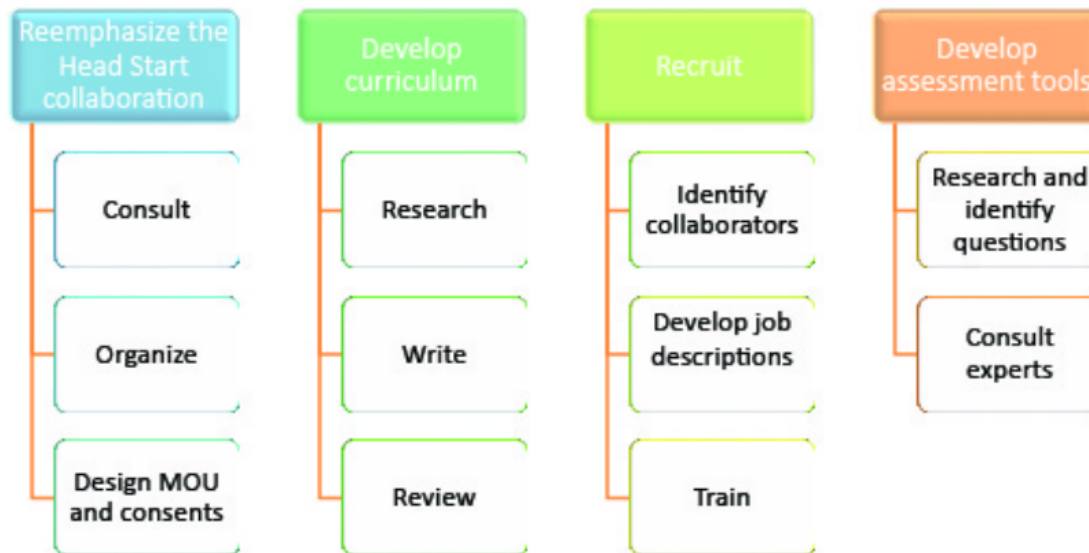 Reemphasize the
Head Start
collaboration
Consult
Organize
Design MOU
and consents
Develop
curriculum
Research
Write
Review
Recruit
Identify
collaborators
Develop job
descriptions
Train
Develop
assessment tools
Research and
identify
questions
Consult
experts